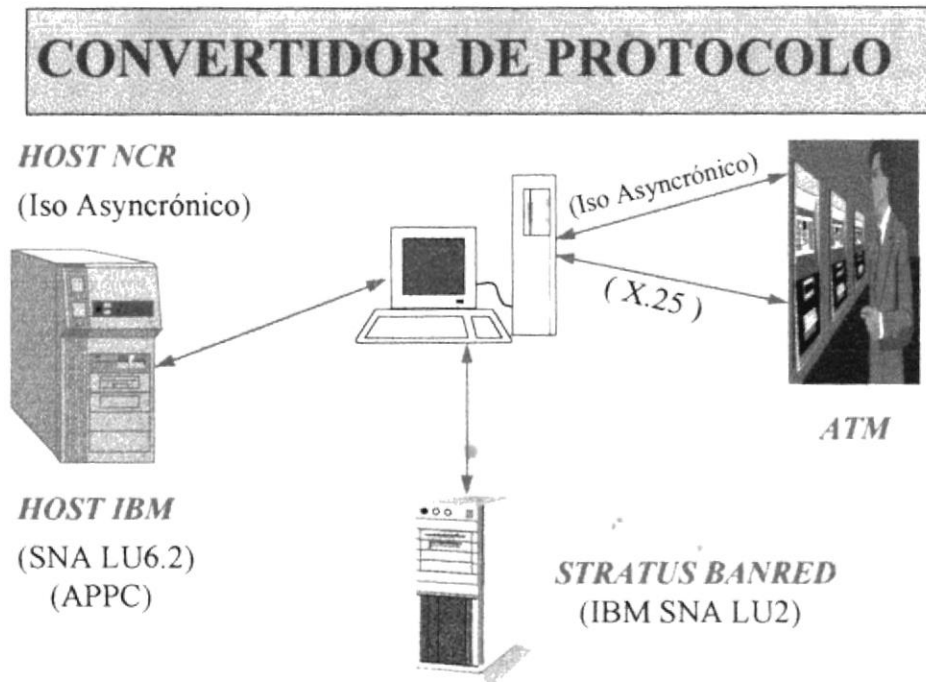 CONVERTIDOR DE PROTOCOLO
HOST NCR
(Iso Asyncrónico)
(Iso Asyncrónico)
( X.25 )
ATM
HOST IBM
(SNA LU6.2)
(APPC)
STRATUS BANRED
(IBM SNA LU2)